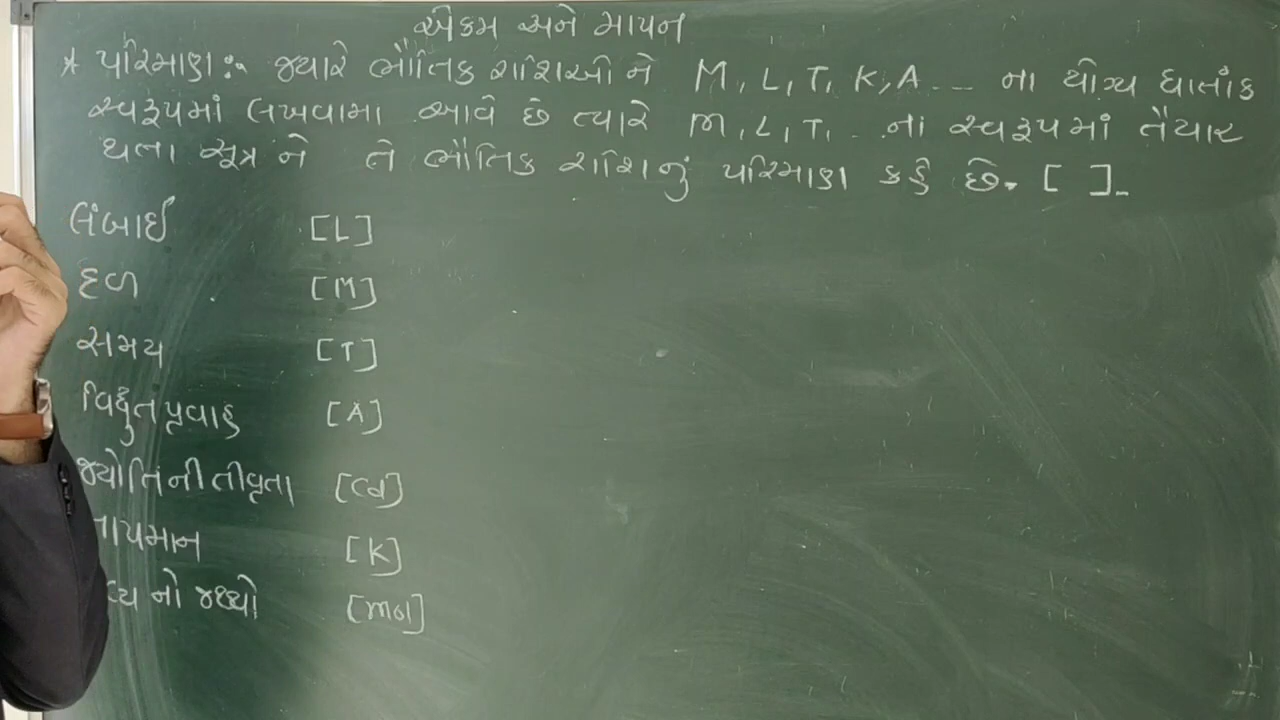 એકમ અને માપન
* પરિમાણ :- જ્યારે ભૌતિક રાશિઓ ને M, L, T, K, A... ના યોગ્ય ઘાતાંક
સ્વરૂપમાં લખવામા આવે છે ત્યારે M, L, T, .. ના સ્વરૂપમાં તૈયાર
થતા સૂત્ર ને તે ભૌતિક રાશિનું પરિમાણ કહે છે. [ ]_
લંબાઈ [L]
દળ [M]
સમય [T]
વિદ્યુત પ્રવાહ [A]
જ્યોતિ ની તીવ્રતા [cd]
તાપમાન [K]
નો જથ્થો [mol]